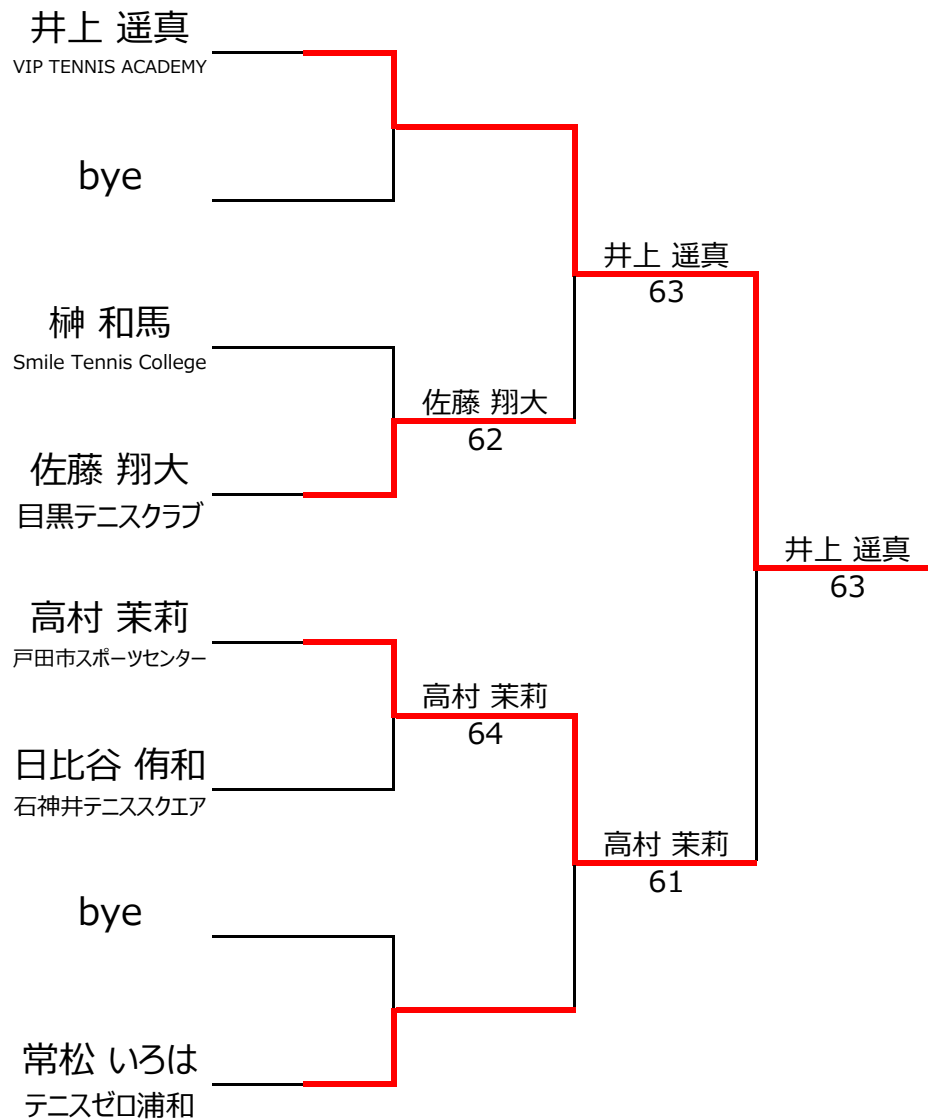 井上 遥真
VIP TENNIS ACADEMY
bye
井上 遥真
63
榊 和馬
Smile Tennis College
佐藤 翔大
62
佐藤 翔大
目黒テニスクラブ
井上 遥真
63
高村 茉莉
戸田市スポーツセンター
高村 茉莉
64
日比谷 侑和
石神井テニススクエア
高村 茉莉
61
bye
常松 いろは
テニスゼロ浦和